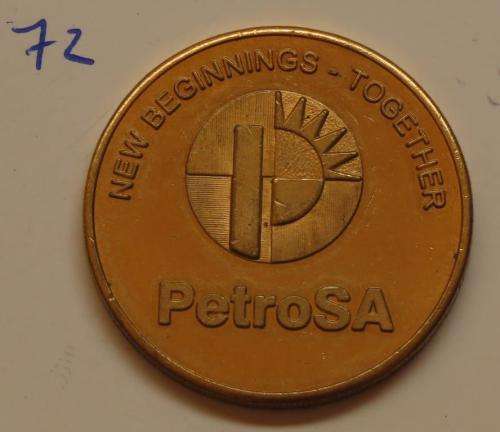 72
NEW BEGINNINGS - TOGETHER
PetroSA